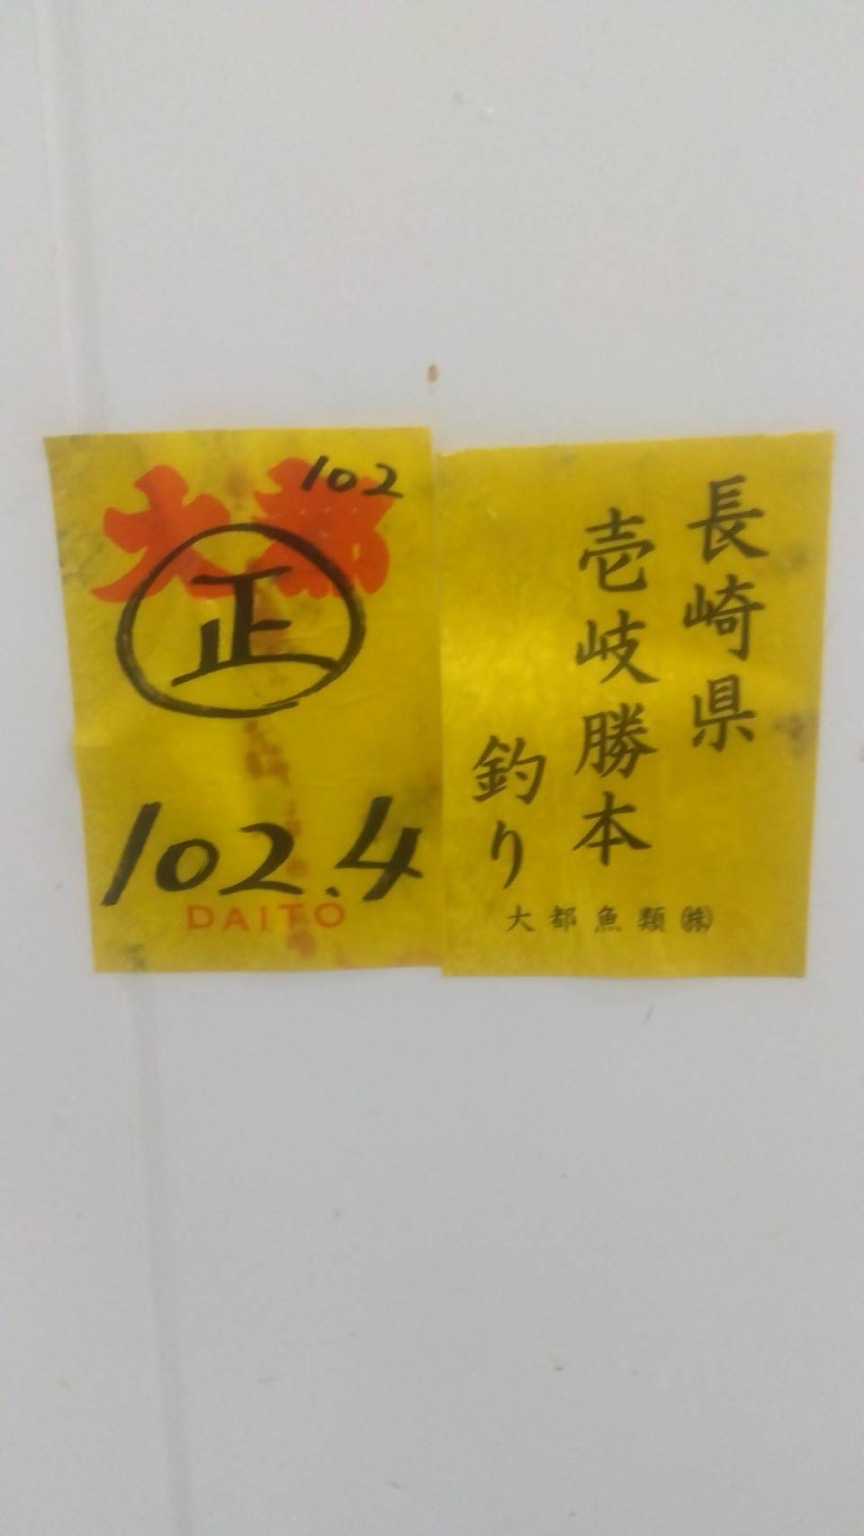 大都
102
正
102.4
DAITO
長崎県
壱岐勝本
釣り
大都魚類㈱